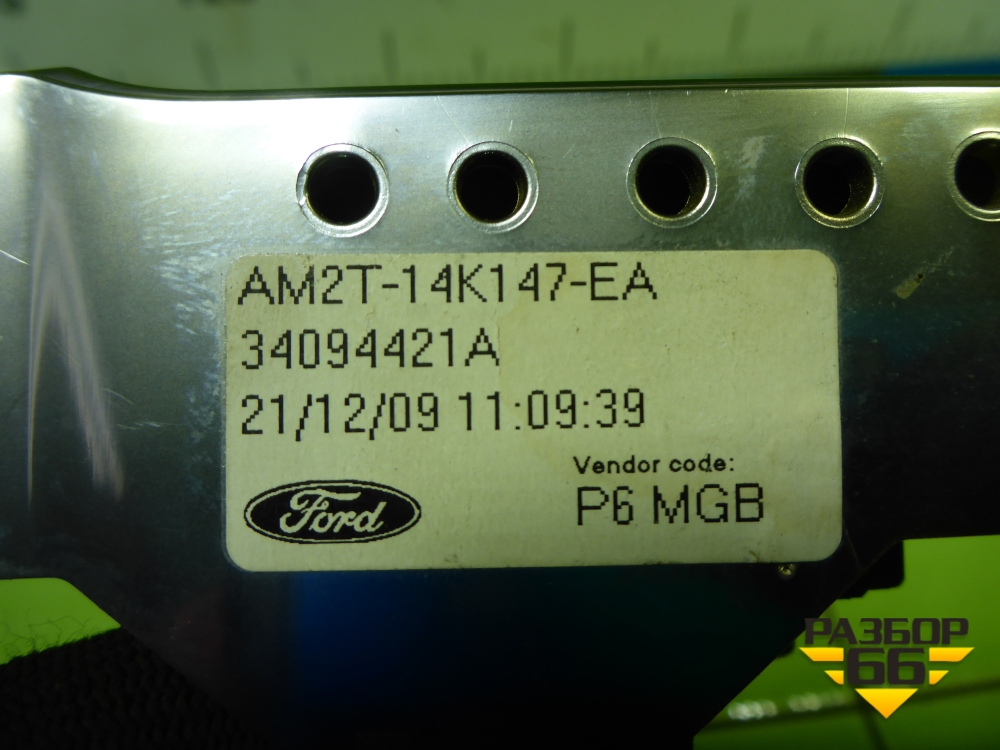 AM2T-14K147-EA
34094421A
21/12/09 11:09:39
Vendor code:
P6 MGB
Ford
РАЗБОР
66